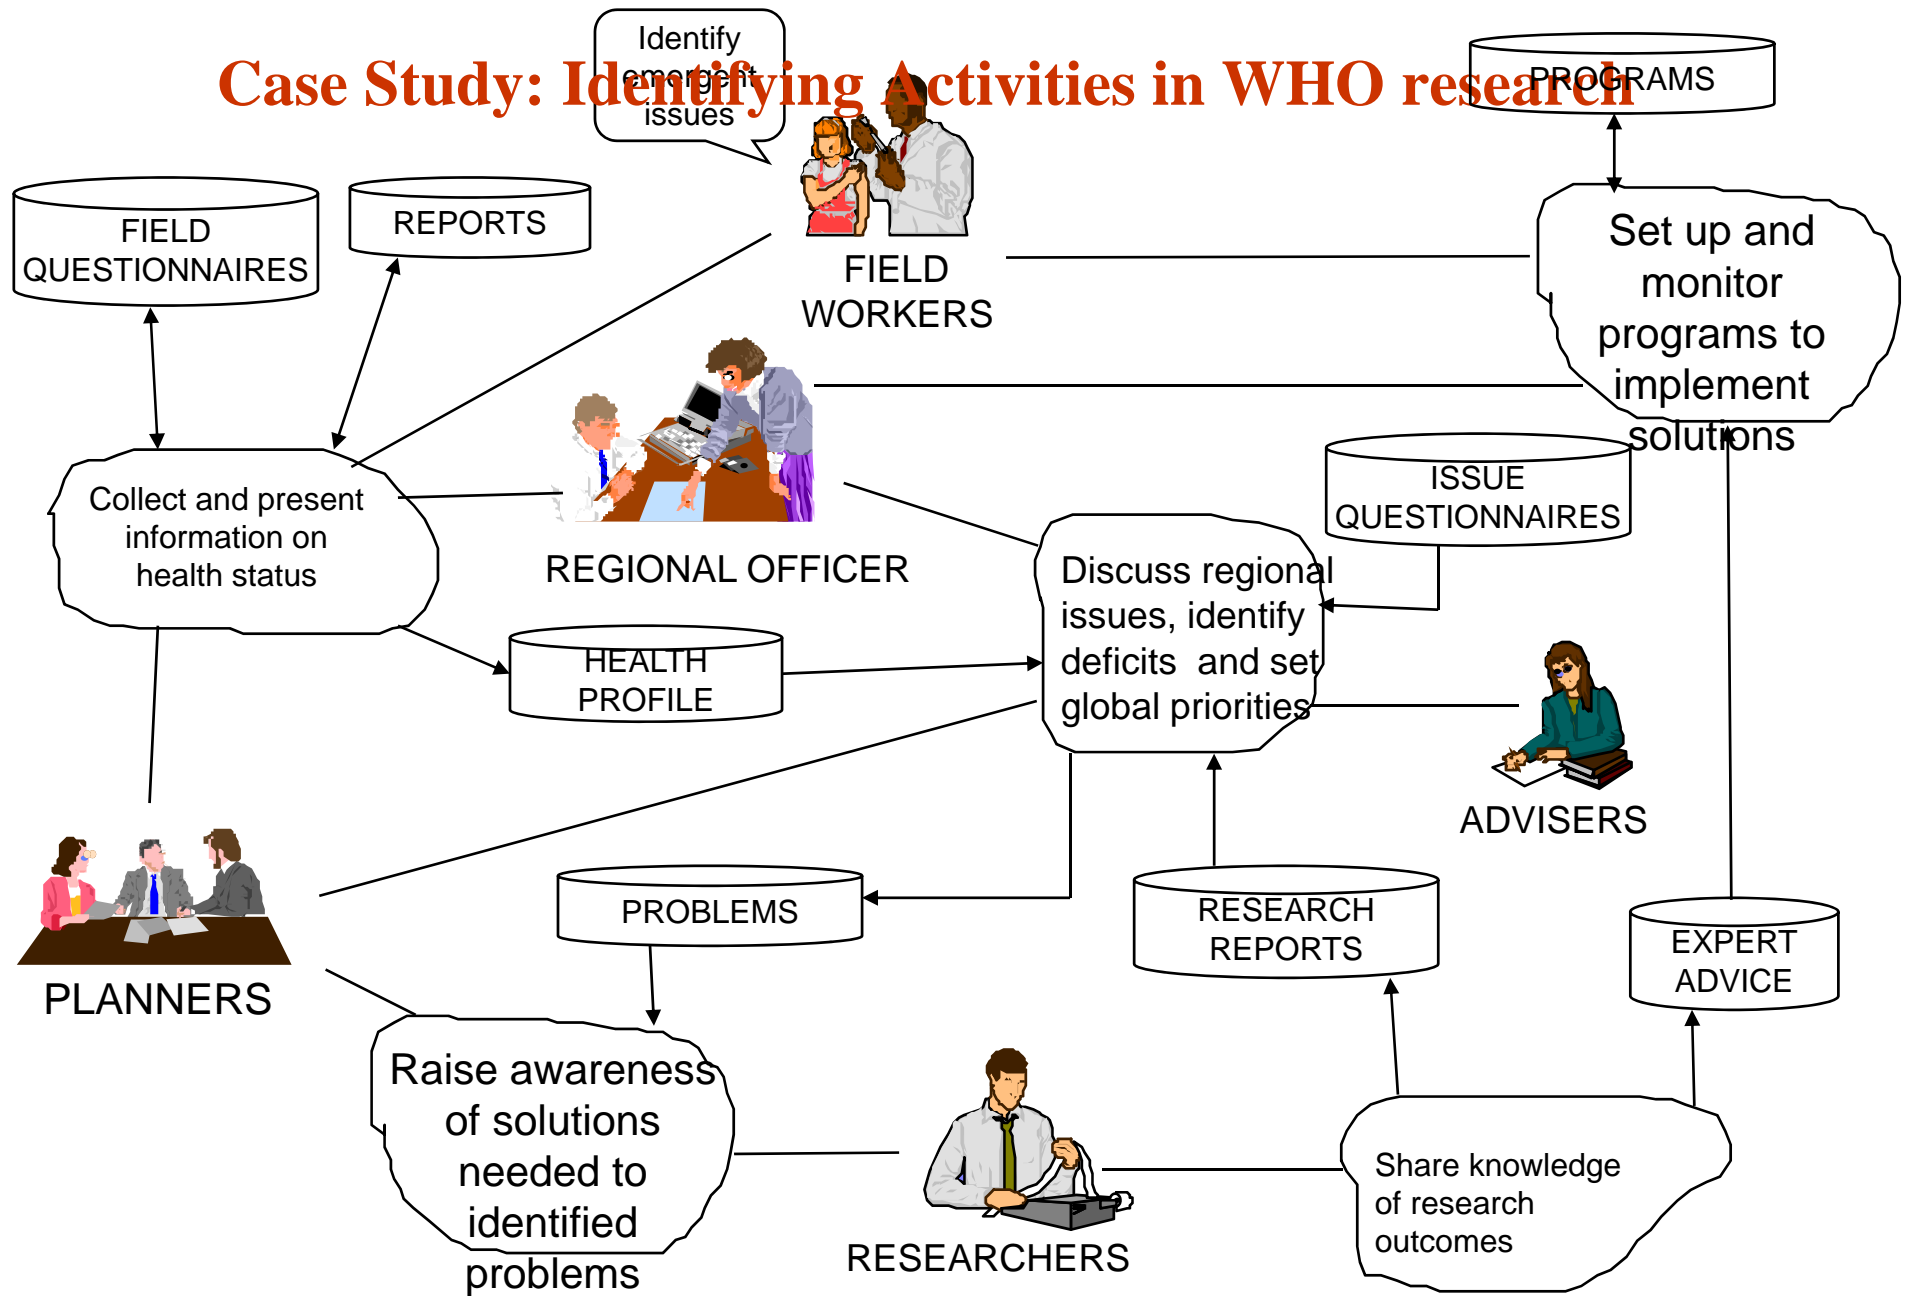 Identify
emergent
issues
Case Study: Identifying Activities in WHO research
PROGRAMS
FIELD
QUESTIONNAIRES
REPORTS
FIELD
WORKERS
Set up and
monitor
programs to
implement
solutions
Collect and present
information on
health status
REGIONAL OFFICER
ISSUE
QUESTIONNAIRES
Discuss regional
issues, identify
deficits and set
global priorities
HEALTH
PROFILE
ADVISERS
PLANNERS
PROBLEMS
RESEARCH
REPORTS
EXPERT
ADVICE
Raise awareness
of solutions
needed to
identified
problems
RESEARCHERS
Share knowledge
of research
outcomes